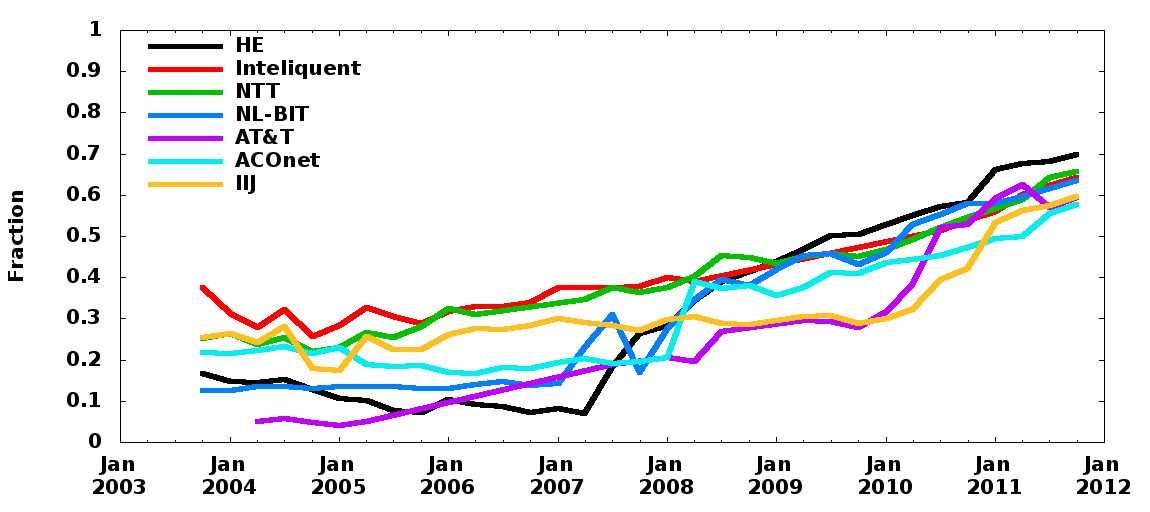 1
0.9
0.8
0.7
0.6
0.5
0.4
0.3
0.2
0.1
0
Fraction
HE
Inteliquent
NTT
NL-BIT
AT&T
ACOnet
IIJ
Jan Jan Jan Jan Jan Jan Jan Jan Jan Jan
2003 2004 2005 2006 2007 2008 2009 2010 2011 2012